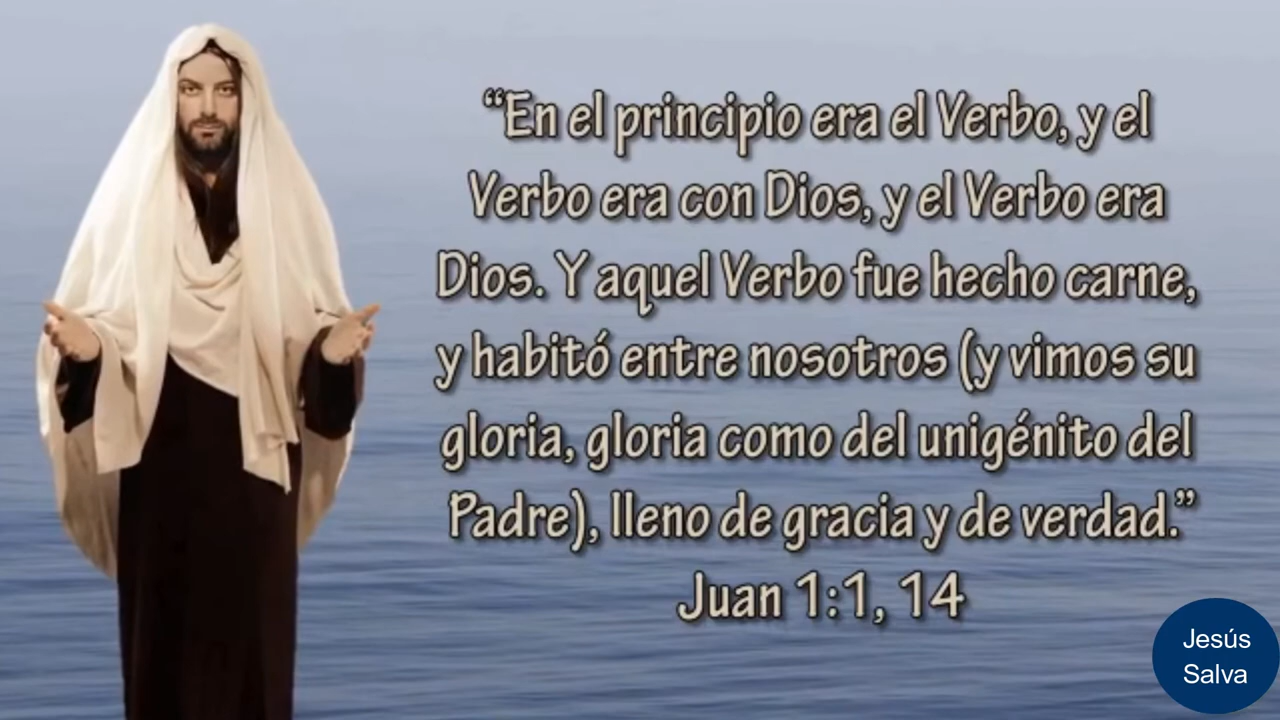 “En el principio era el Verbo, y el
Verbo era con Dios, y el Verbo era
Dios. Y aquel Verbo fue hecho carne,
y habitó entre nosotros (y vimos su
gloria, gloria como del unigénito del
Padre), lleno de gracia y de verdad.”
Juan 1:1, 14
Jesús
Salva